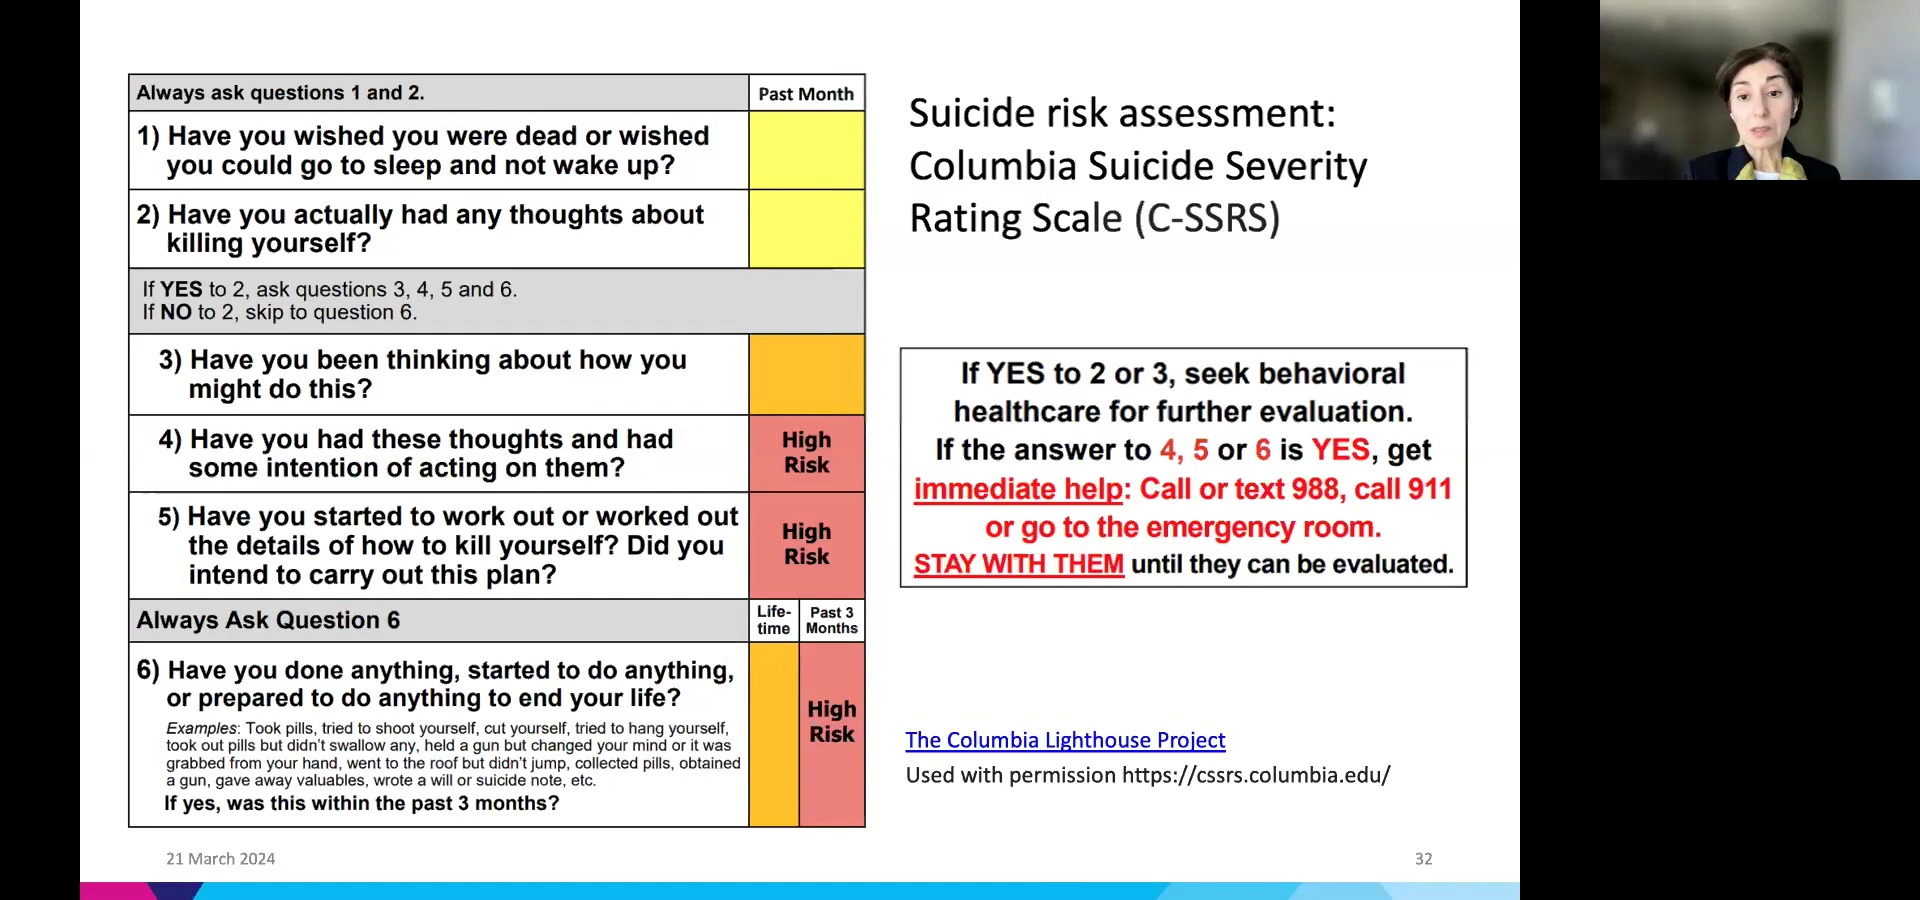 Always ask questions 1 and 2.
Past Month
1) Have you wished you were dead or wished
you could go to sleep and not wake up?
2) Have you actually had any thoughts about
killing yourself?
If YES to 2, ask questions 3, 4, 5 and 6.
If NO to 2, skip to question 6.
3) Have you been thinking about how you
might do this?
4) Have you had these thoughts and had
some intention of acting on them?
High
Risk
5) Have you started to work out or worked out
the details of how to kill yourself? Did you
intend to carry out this plan?
High
Risk
Always Ask Question 6
Life-
time
Past 3
Months
6) Have you done anything, started to do anything,
or prepared to do anything to end your life?
Examples: Took pills, tried to shoot yourself, cut yourself, tried to hang yourself,
took out pills but didn't swallow any, held a gun but changed your mind or it was
grabbed from your hand, went to the roof but didn't jump, collected pills, obtained
a gun, gave away valuables, wrote a will or suicide note, etc.
If yes, was this within the past 3 months?
High
Risk
Suicide risk assessment:
Columbia Suicide Severity
Rating Scale (C-SSRS)
If YES to 2 or 3, seek behavioral
healthcare for further evaluation.
If the answer to 4, 5 or 6 is YES, get
immediate help: Call or text 988, call 911
or go to the emergency room.
STAY WITH THEM until they can be evaluated.
The Columbia Lighthouse Project
Used with permission https://cssrs.columbia.edu/
21 March 2024
32